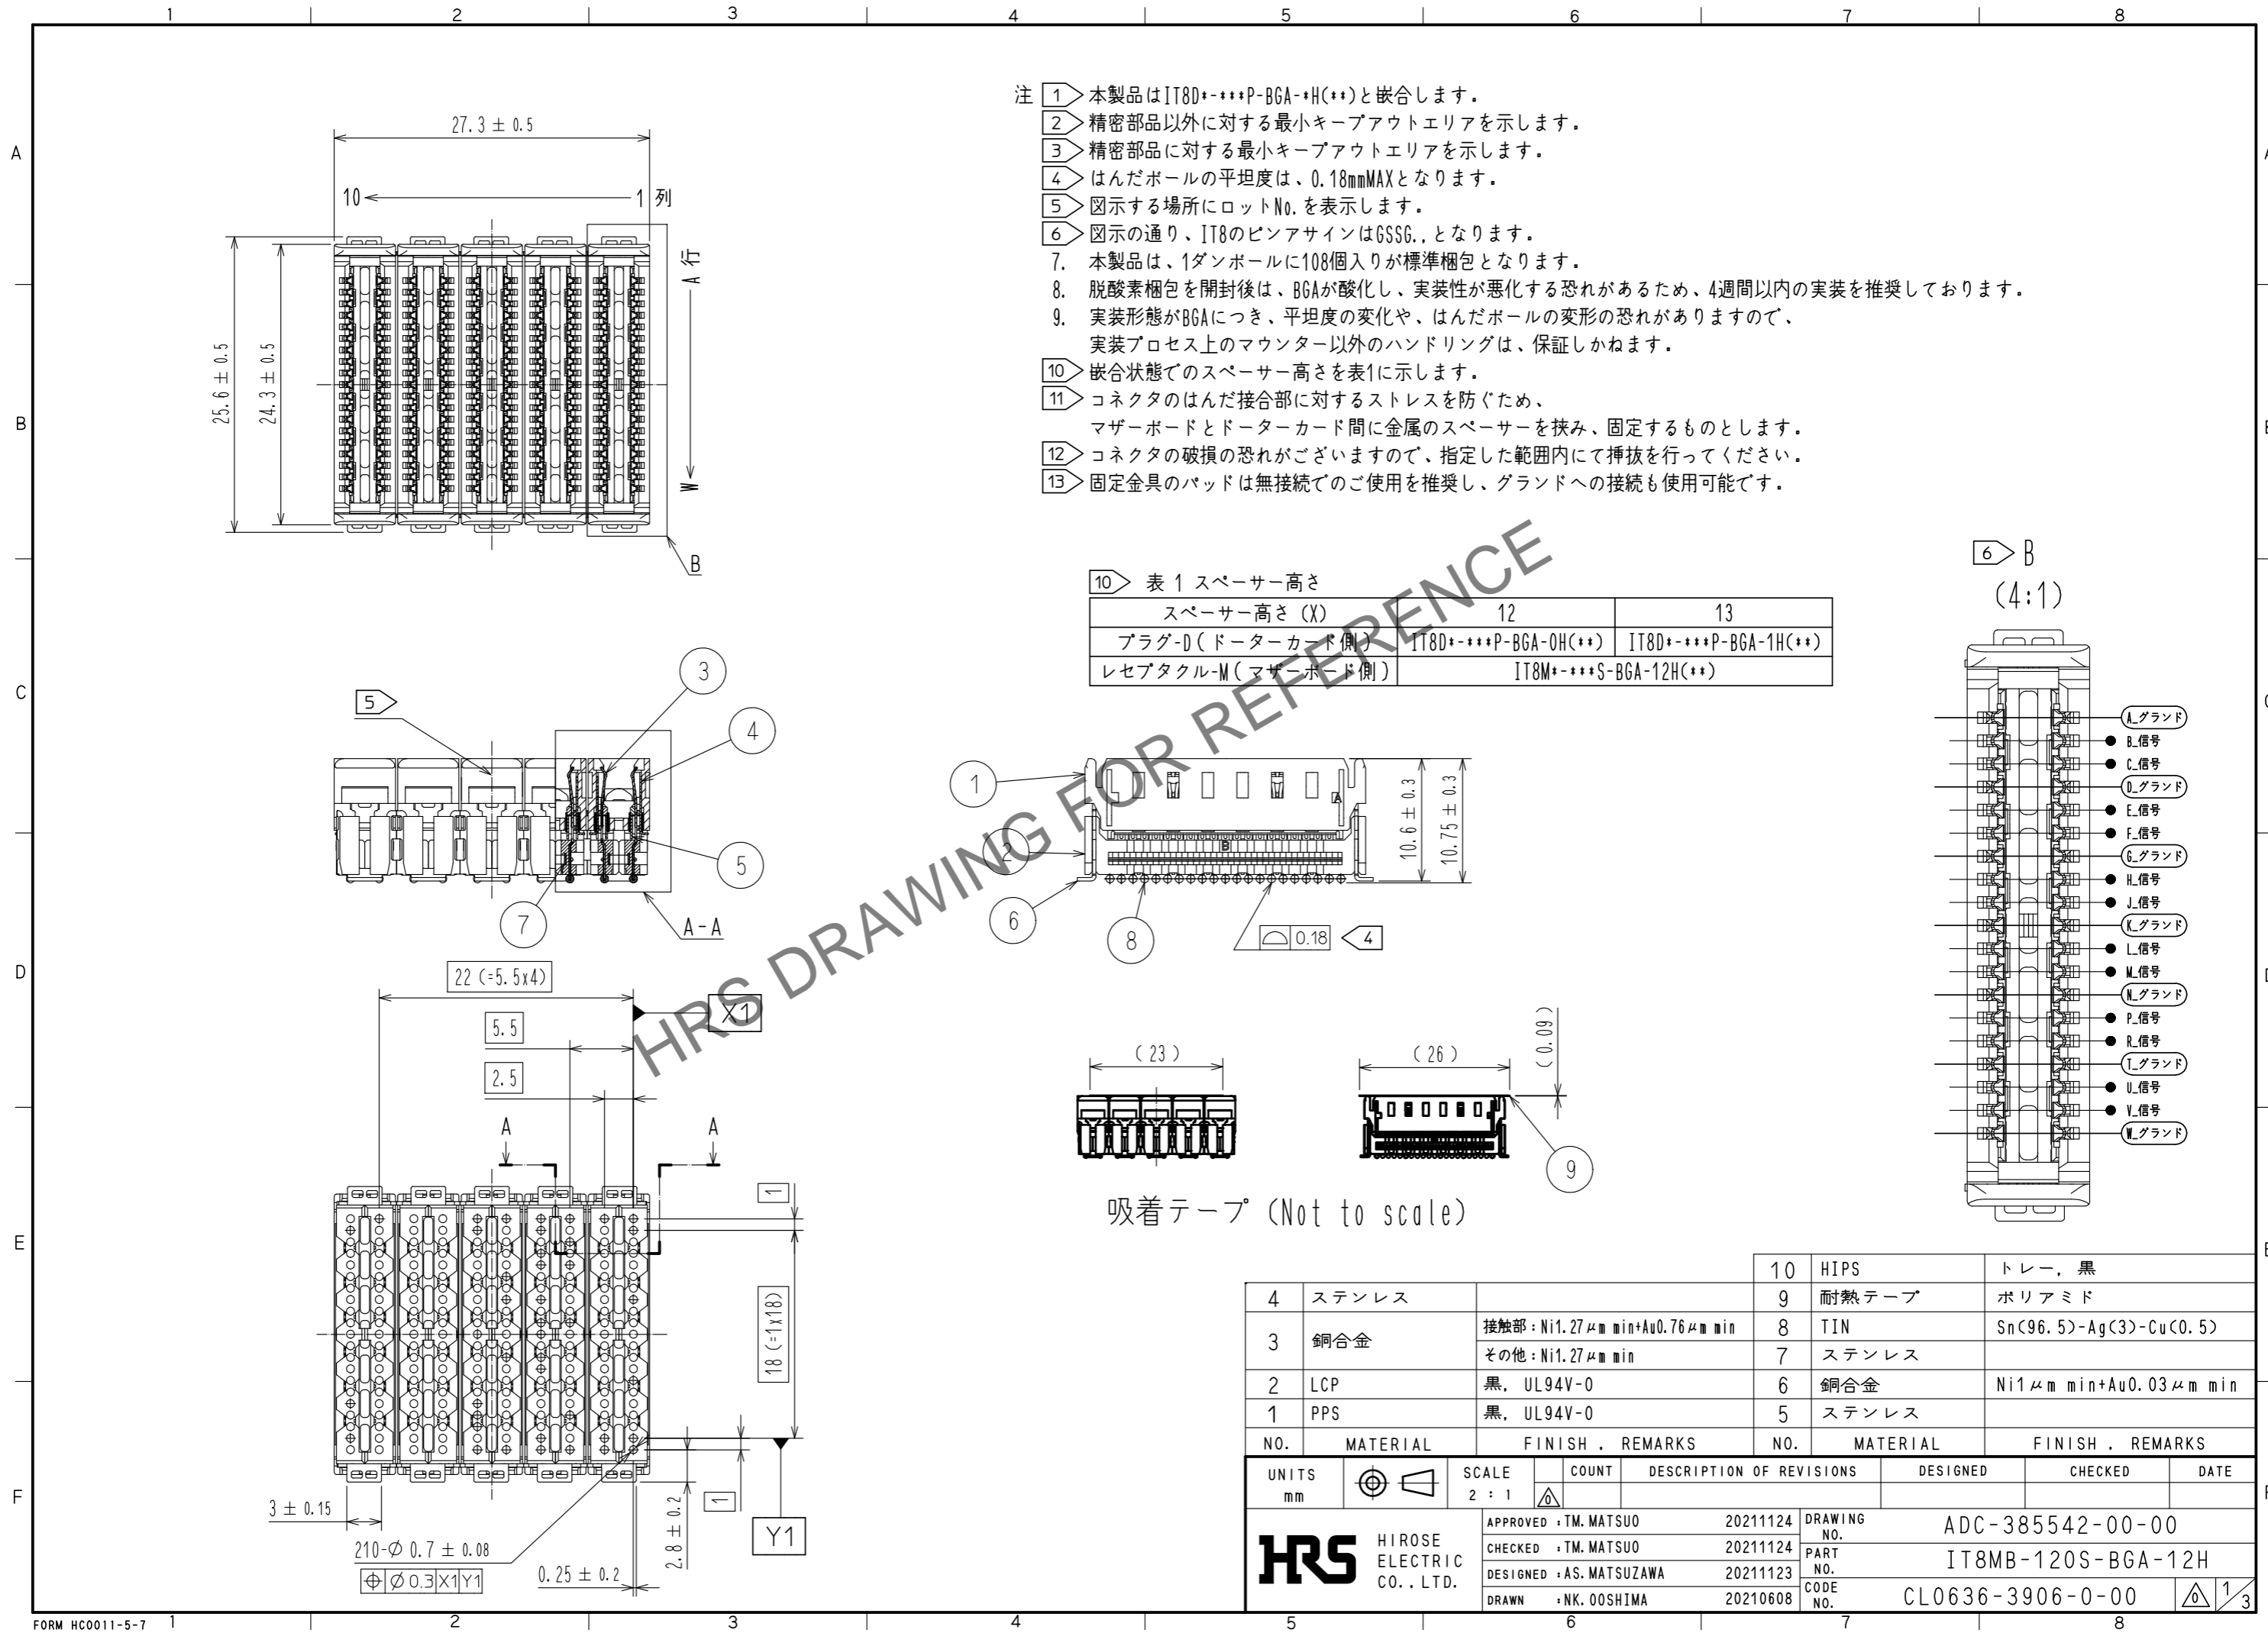 1 2 3 4 5 6 7 8
A
B
C
D
E
F
注 1 本製品はIT8D*-***P-BGA-*H(**)と嵌合します。
2 精密部品以外に対する最小キープアウトエリアを示します。
3 精密部品に対する最小キープアウトエリアを示します。
4 はんだボールの平坦度は、0.18mmMAXとなります。
5 図示する場所にロットNo.を表示します。
6 図示の通り、IT8のピンアサインはGSSG.,となります。
7. 本製品は、1ダンボールに108個入りが標準梱包となります。
8. 脱酸素梱包を開封後は、BGAが酸化し、実装性が悪化する恐れがあるため、4週間以内の実装を推奨しております。
9. 実装形態がBGAにつき、平坦度の変化や、はんだボールの変形の恐れがありますので、
実装プロセス上のマウンター以外のハンドリングは、保証しかねます。
10 嵌合状態でのスペーサー高さを表1に示します。
11 コネクタのはんだ接合部に対するストレスを防ぐため、
マザーボードとドーターカード間に金属のスペーサーを挟み、固定するものとします。
12 コネクタの破損の恐れがございますので、指定した範囲内にて挿抜を行ってください。
13 固定金具のパッドは無接続でのご使用を推奨し、グランドへの接続も使用可能です。
27.3 ± 0.5
10 1 列
A 行
W
25.6 ± 0.5
24.3 ± 0.5
B
10 表 1 スペーサー高さ
スペーサー高さ (X) 12 13
プラグ-D(ドーターカード側) IT8D*-***P-BGA-0H(**) IT8D*-***P-BGA-1H(**)
レセプタクル-M(マザーボード側) IT8M*-***S-BGA-12H(**)
6 B
(4:1)
A_グランド
B_信号
C_信号
D_グランド
E_信号
F_信号
G_グランド
H_信号
J_信号
K_グランド
L_信号
M_信号
N_グランド
P_信号
R_信号
T_グランド
U_信号
V_信号
W_グランド
5
3
4
5
7
A-A
1
2
6
8
A
B
10.6 ± 0.3
10.75 ± 0.3
0.18 4
HRS DRAWING FOR REFERENCE
22 (=5.5x4)
X1
5.5
2.5
A A
1
18 (=1x18)
3 ± 0.15
210-Ø 0.7 ± 0.08
Ø 0.3 X1 Y1
0.25 ± 0.2
2.8 ± 0.2
1
Y1
(23)
(26)
(0.09)
9
吸着テープ (Not to scale)
10 HIPS トレー, 黒
4 ステンレス 9 耐熱テープ ポリアミド
3 銅合金 接触部:Ni1.27μm min+Au0.76μm min 8 TIN Sn(96.5)-Ag(3)-Cu(0.5)
その他:Ni1.27μm min 7 ステンレス
2 LCP 黒, UL94V-0 6 銅合金 Ni1μm min+Au0.03μm min
1 PPS 黒, UL94V-0 5 ステンレス
NO. MATERIAL FINISH , REMARKS NO. MATERIAL FINISH , REMARKS
UNITS mm SCALE 2 : 1 COUNT DESCRIPTION OF REVISIONS DESIGNED CHECKED DATE
0
HRS HIROSE ELECTRIC CO.,LTD.
APPROVED : TM.MATSUO 20211124 DRAWING NO. ADC-385542-00-00
CHECKED : TM.MATSUO 20211124 PART NO. IT8MB-120S-BGA-12H
DESIGNED : AS.MATSUZAWA 20211123
DRAWN : NK.OOSHIMA 20210608 CODE NO. CL0636-3906-0-00 0 1/3
FORM HC0011-5-7
1 2 3 4 5 6 7 8